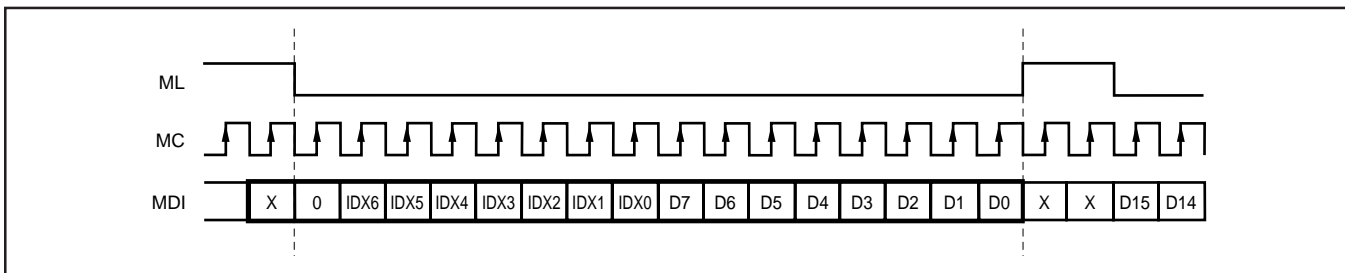 ML
MC
MDI X 0 IDX6 IDX5 IDX4 IDX3 IDX2 IDX1 IDX0 D7 D6 D5 D4 D3 D2 D1 D0 X X D15 D14